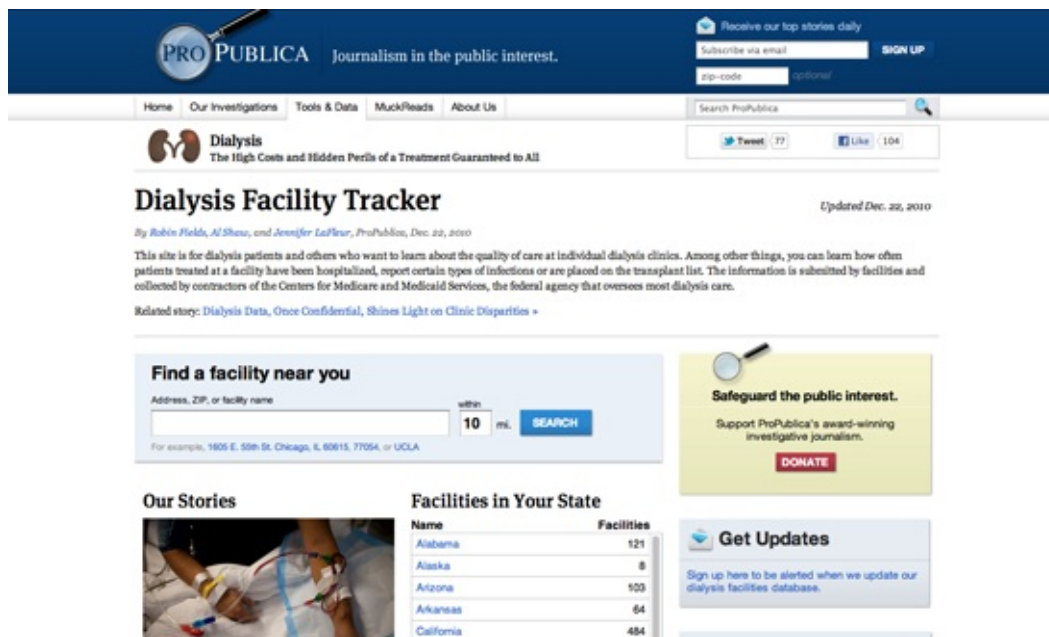 PRO PUBLICA
Journalism in the public interest.
Receive our top stories daily
Subscribe via email
SIGN UP
zip-code
optional
Home
Our Investigations
Tools & Data
MuckReads
About Us
Search ProPublica
Dialysis
The High Costs and Hidden Perils of a Treatment Guaranteed to All
Tweet 77
Like 104
Dialysis Facility Tracker
Updated Dec. 22, 2010
By Robin Fields, Al Shaw, and Jennifer LaFleur, ProPublica, Dec. 22, 2010
This site is for dialysis patients and others who want to learn about the quality of care at individual dialysis clinics. Among other things, you can learn how often
patients treated at a facility have been hospitalized, report certain types of infections or are placed on the transplant list. The information is submitted by facilities and
collected by contractors of the Centers for Medicare and Medicaid Services, the federal agency that oversees most dialysis care.
Related story: Dialysis Data, Once Confidential, Shines Light on Clinic Disparities »
Find a facility near you
Address, ZIP, or facility name
within
10 mi.
SEARCH
For example, 1605 E. 55th St. Chicago, IL 60615, 77054, or UCLA
Safeguard the public interest.
Support ProPublica's award-winning
investigative journalism.
DONATE
Our Stories
Facilities in Your State
Name Facilities
Alabama 121
Alaska 8
Arizona 103
Arkansas 64
California 484
Get Updates
Sign up here to be alerted when we update our
dialysis facilities database.